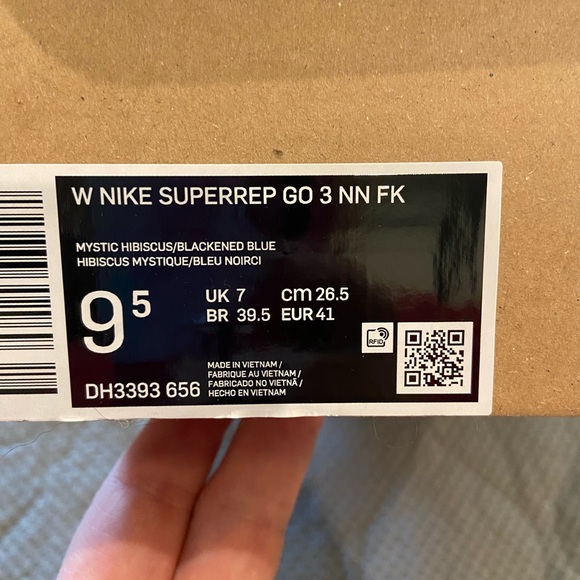 W NIKE SUPERREP GO 3 NN FK
MYSTIC HIBISCUS/BLACKENED BLUE
HIBISCUS MYSTIQUE/BLEU NOIRCI
9⁵
UK 7 cm 26.5
BR 39.5 EUR 41
RFID
MADE IN VIETNAM /
FABRIQUE AU VIETNAM /
FABRICADO NO VIETNÃ /
HECHO EN VIETNAM
DH3393 656